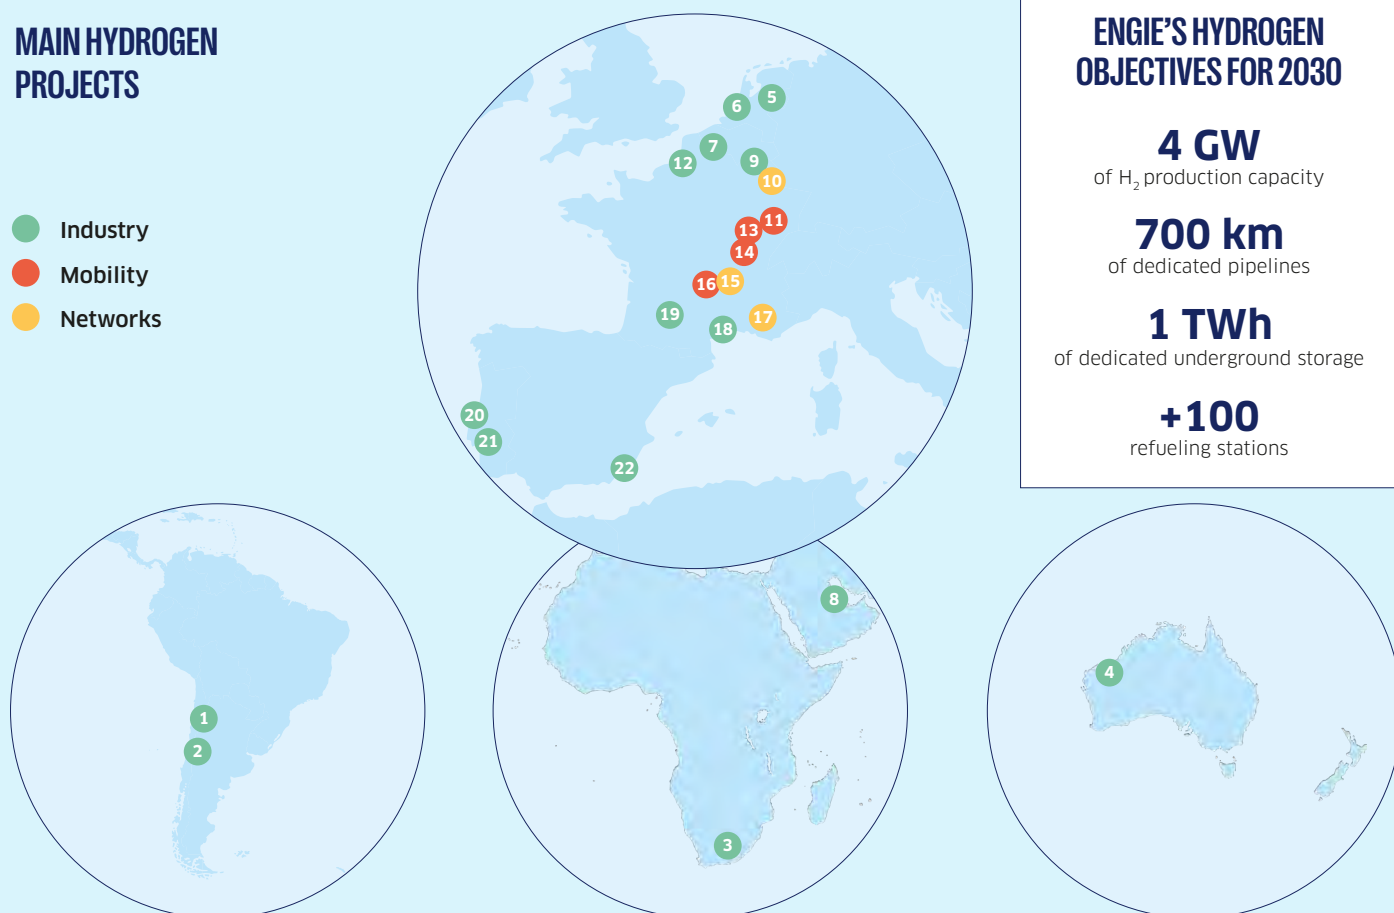 MAIN HYDROGEN
PROJECTS
Industry
Mobility
Networks
5
6
7
12
9
10
11
13
14
16
15
19
18
17
20
21
22
ENGIE’S HYDROGEN
OBJECTIVES FOR 2030
4 GW
of H2 production capacity
700 km
of dedicated pipelines
1 TWh
of dedicated underground storage
+100
refueling stations
1
2
8
3
4